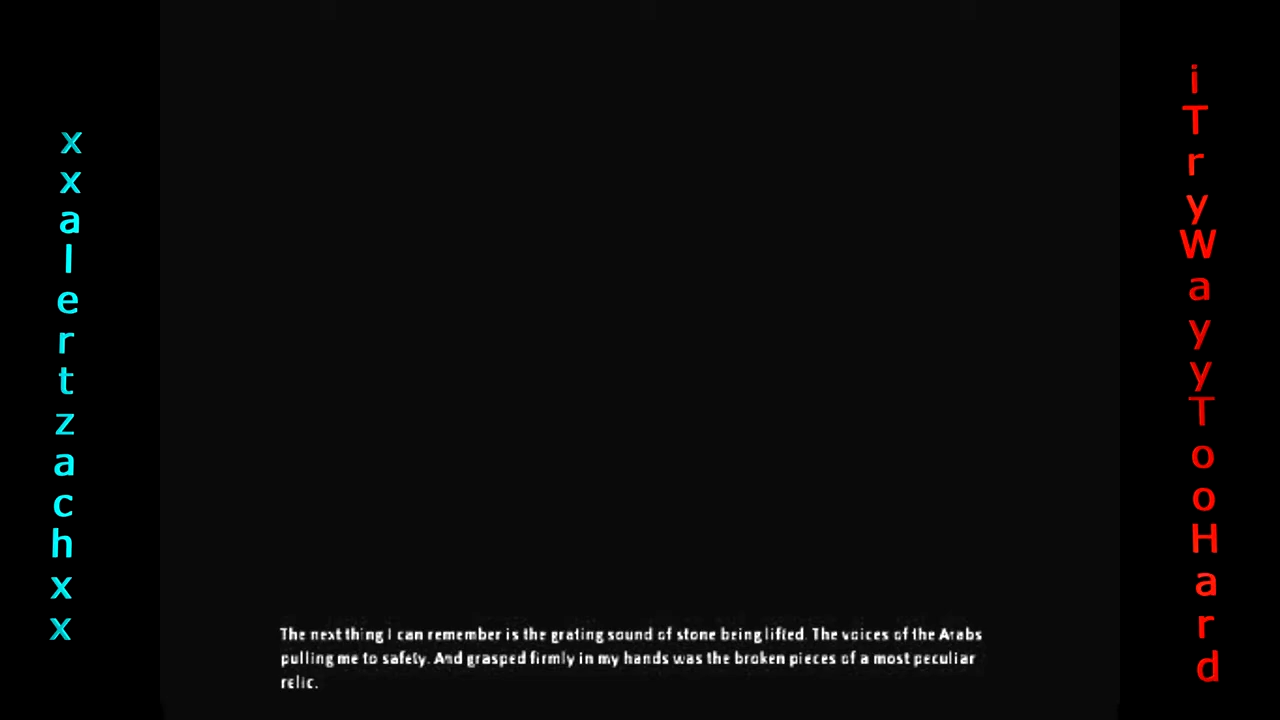 xxalertzachxx
iTryWayyTooHard
The next thing I can remember is the grating sound of stone being lifted. The voices of the Arabs
pulling me to safety. And grasped firmly in my hands was the broken pieces of a most peculiar
relic.